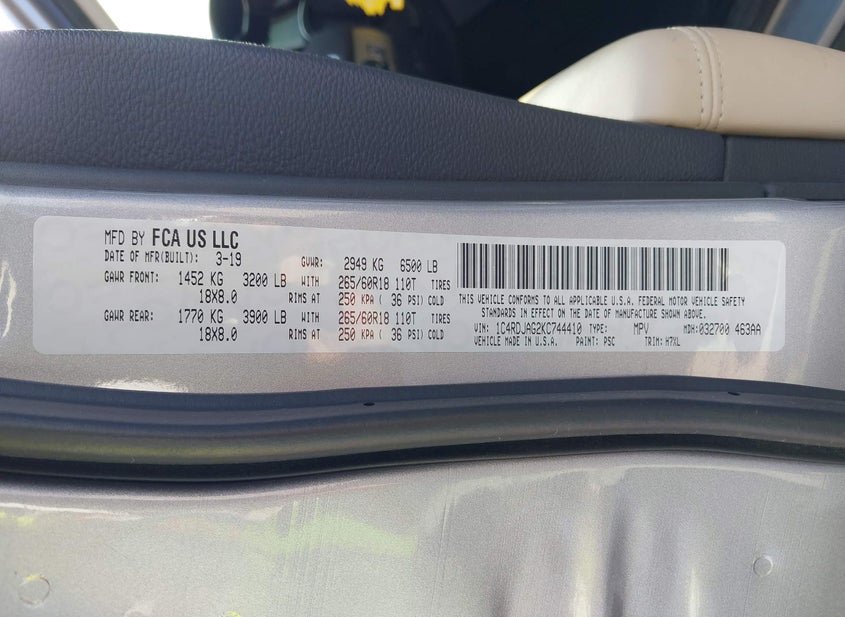 MFD BY FCA US LLC
DATE OF MFR(BUILT): 3-19 GVWR: 2949 KG 6500 LB
GAWR FRONT: 1452 KG 3200 LB WITH 265/60R18 110T TIRES
18X8.0 RIMS AT 250 KPA ( 36 PSI) COLD
GAWR REAR: 1770 KG 3900 LB WITH 265/60R18 110T TIRES
18X8.0 RIMS AT 250 KPA ( 36 PSI) COLD
THIS VEHICLE CONFORMS TO ALL APPLICABLE U.S.A. FEDERAL MOTOR VEHICLE SAFETY
STANDARDS IN EFFECT ON THE DATE OF MANUFACTURE SHOWN ABOVE.
VIN: 1C4RDJAG2KC744410 TYPE: MPV MDH: 032700 463AA
VEHICLE MADE IN U.S.A. PAINT: PSC TRIM: H7XL